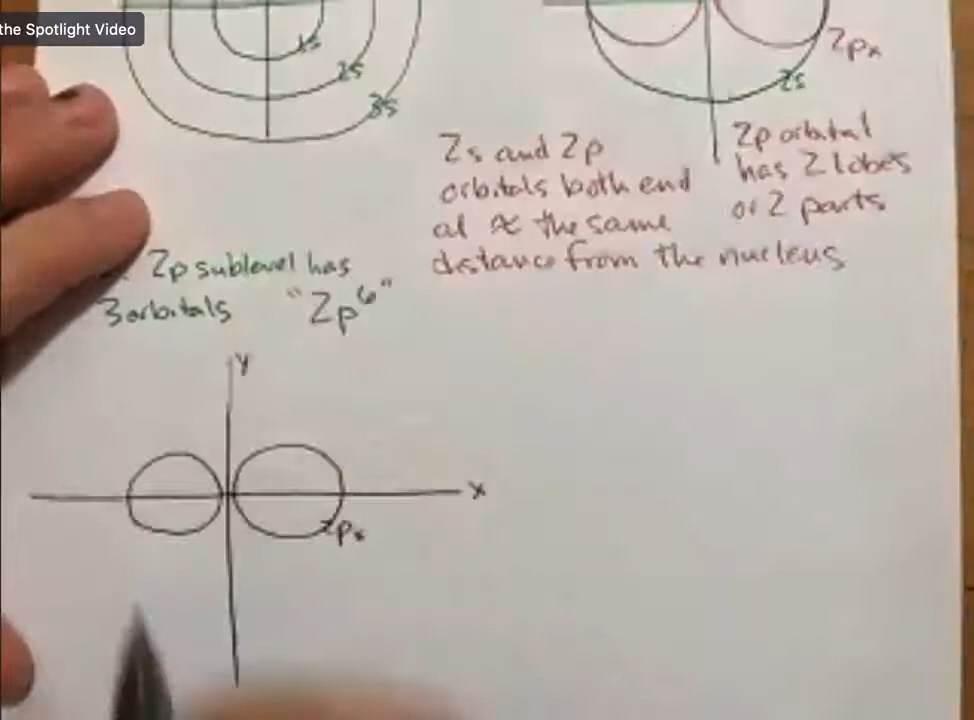 the Spotlight Video
1s
2s
3s
2px
2s
2s and 2p
orbitals both end
at ≈ the same
distance from the nucleus
2p orbital
has 2 lobes
or 2 parts
2p sublevel has
3 orbitals "2p⁶"
y
x
2px